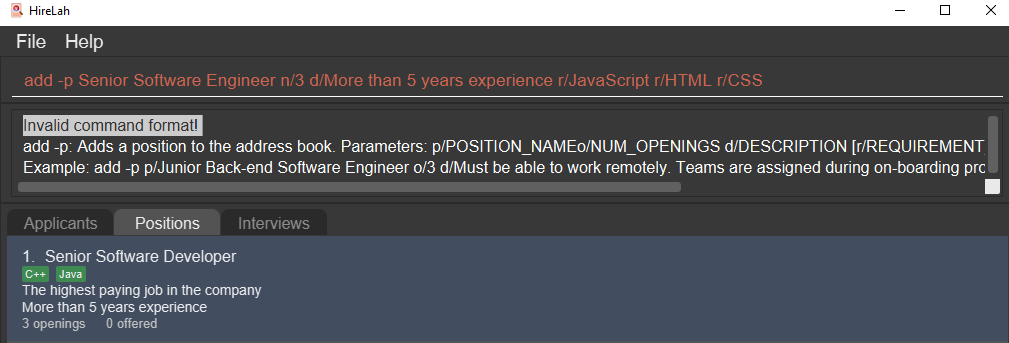 HireLah
File Help
add -p Senior Software Engineer n/3 d/More than 5 years experience r/JavaScript r/HTML r/CSS
Invalid command format!
add -p: Adds a position to the address book. Parameters: p/POSITION_NAMEo/NUM_OPENINGS d/DESCRIPTION [r/REQUIREMENT
Example: add -p p/Junior Back-end Software Engineer o/3 d/Must be able to work remotely. Teams are assigned during on-boarding
Applicants Positions Interviews
1. Senior Software Developer
C++ Java
The highest paying job in the company
More than 5 years experience
3 openings 0 offered